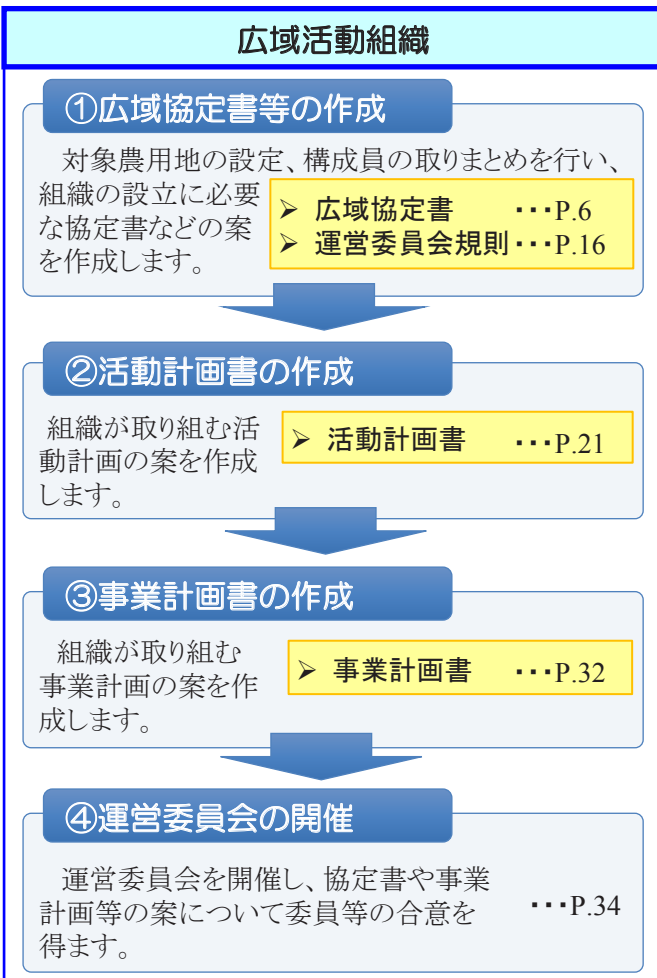 広域活動組織
①広域協定書等の作成
対象農用地の設定、構成員の取りまとめを行い、
組織の設立に必要
な協定書などの案
を作成します。
➢ 広域協定書 ・・・P.6
➢ 運営委員会規則・・・P.16
②活動計画書の作成
組織が取り組む活
動計画の案を作成
します。
➢ 活動計画書 ・・・P.21
③事業計画書の作成
組織が取り組む
事業計画の案を作
成します。
➢ 事業計画書 ・・・P.32
④運営委員会の開催
運営委員会を開催し、協定書や事業
計画等の案について委員等の合意を
得ます。
・・・P.34